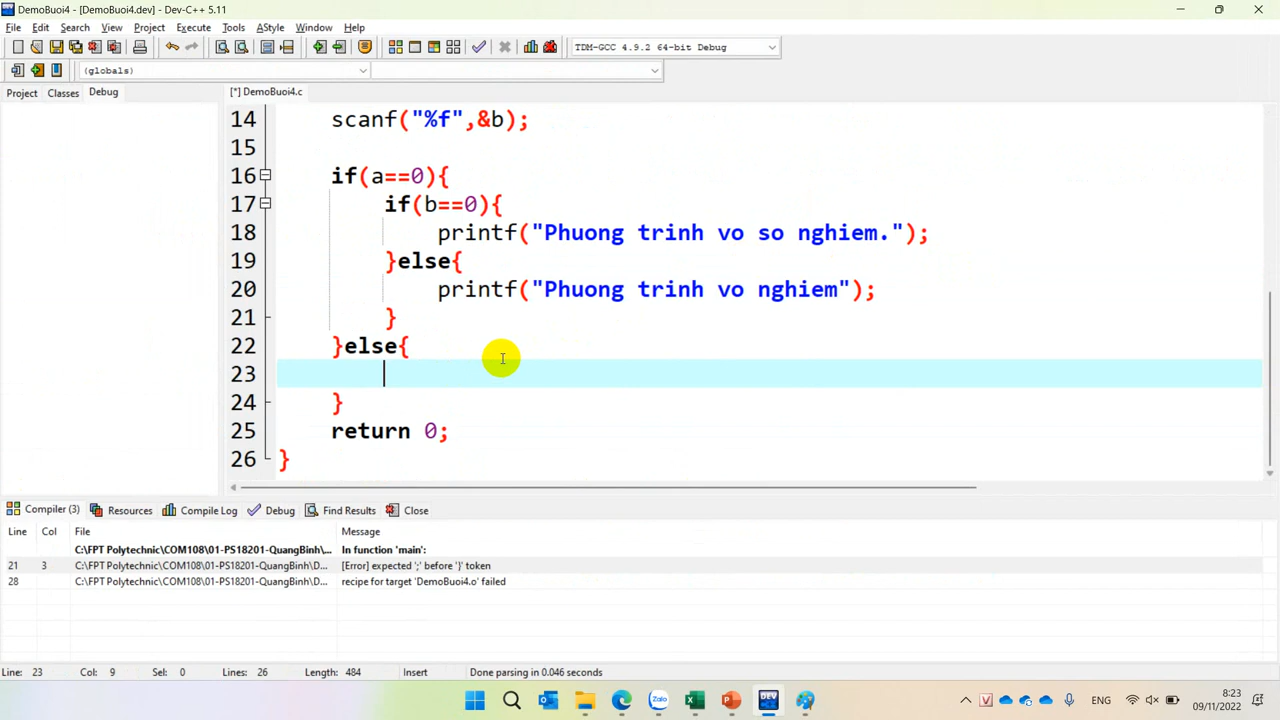 DemoBuoi4 - [DemoBuoi4.dev] - Dev-C++ 5.11
File Edit Search View Project Execute Tools AStyle Window Help
TDM-GCC 4.9.2 64-bit Debug
(globals)
Project Classes Debug
[*] DemoBuoi4.c
14 scanf("%f",&b);
15
16 if(a==0){
17 if(b==0){
18 printf("Phuong trinh vo so nghiem.");
19 }else{
20 printf("Phuong trinh vo nghiem");
21 }
22 }else{
23
24 }
25 return 0;
26 }
Compiler (3) Resources Compile Log Debug Find Results Close
Line Col File Message
C:\FPT Polytechnic\COM108\01-PS18201-QuangBinh\... In function 'main':
21 3 C:\FPT Polytechnic\COM108\01-PS18201-QuangBinh\D... [Error] expected ';' before '}' token
28 C:\FPT Polytechnic\COM108\01-PS18201-QuangBinh\D... recipe for target 'DemoBuoi4.o' failed
Line: 23 Col: 9 Sel: 0 Lines: 26 Length: 484 Insert Done parsing in 0.046 seconds
Zalo
DEV
ENG
8:23
09/11/2022